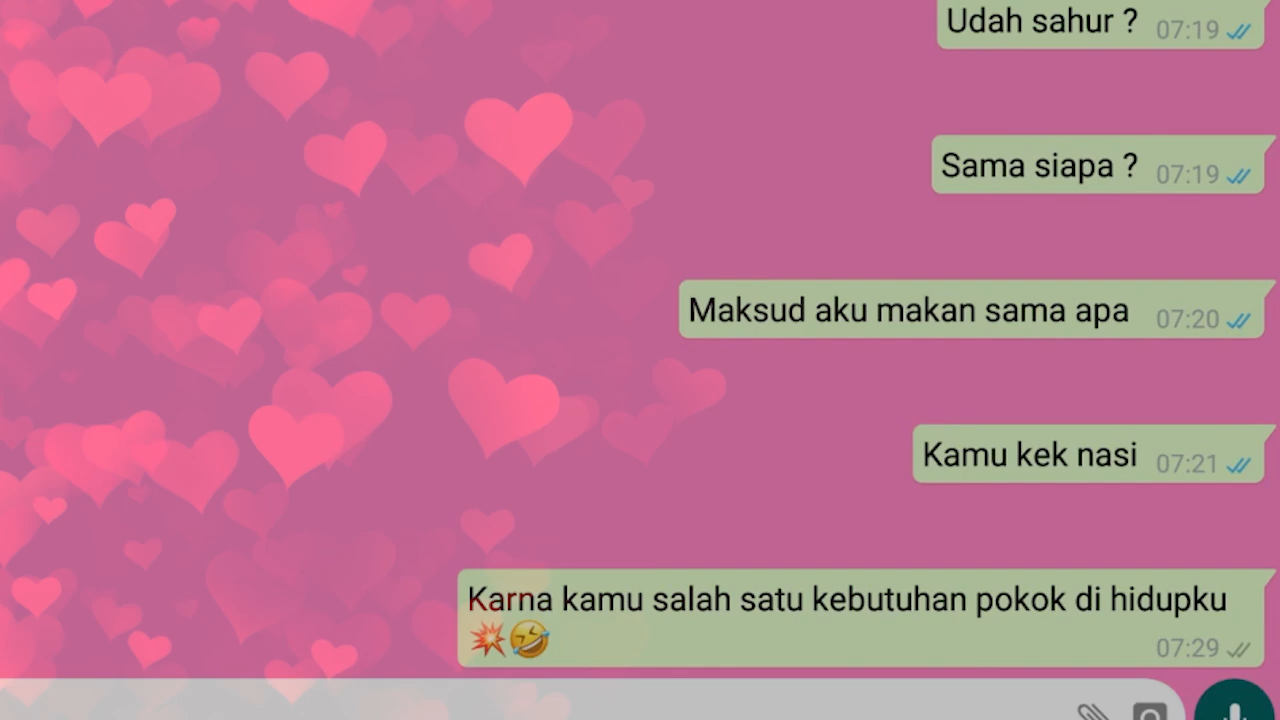 Udah sahur ? 07:19
Sama siapa ? 07:19
Maksud aku makan sama apa 07:20
Kamu kek nasi 07:21
Karna kamu salah satu kebutuhan pokok di hidupku
💥🤣 07:29